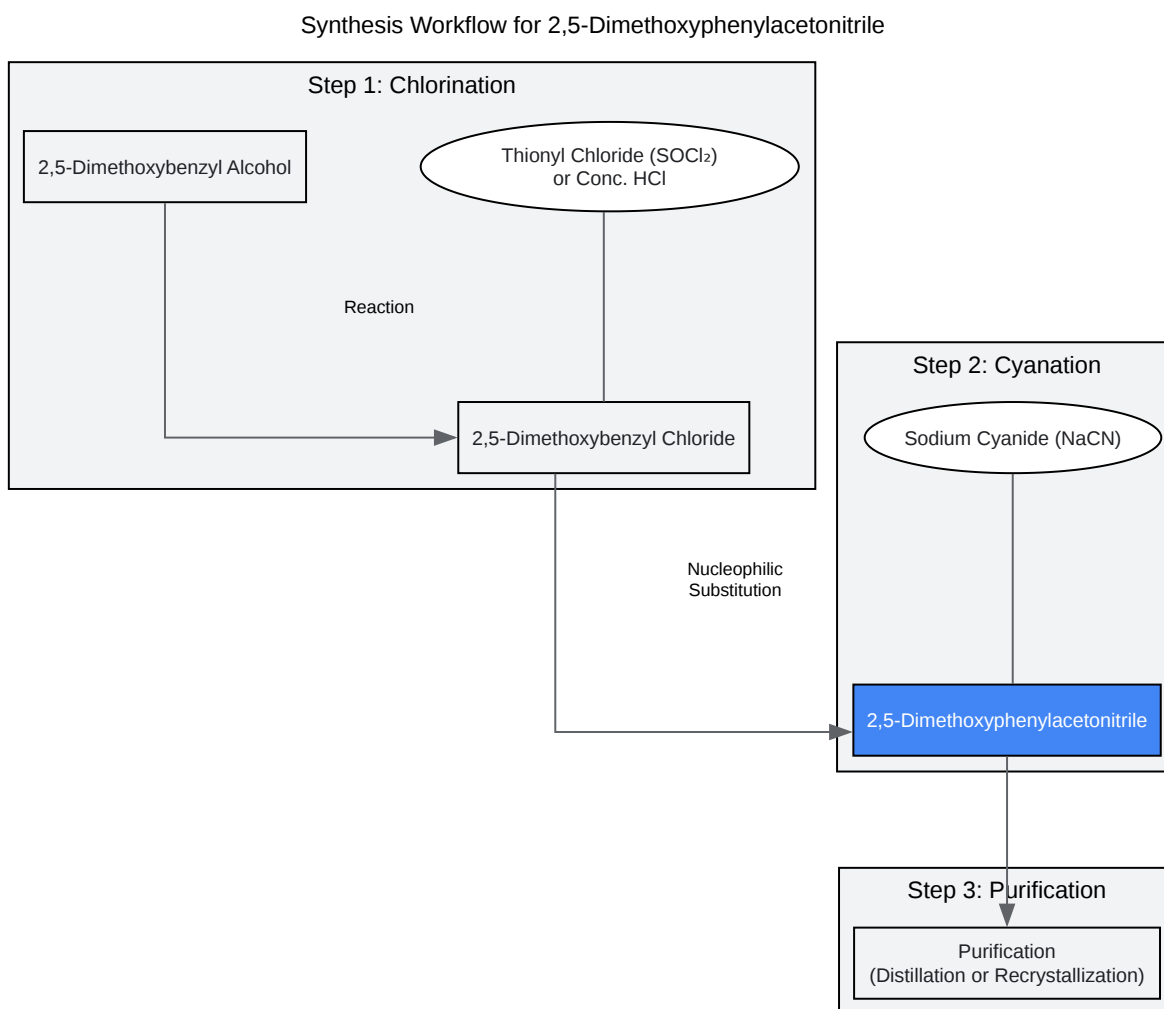 Synthesis Workflow for 2,5-Dimethoxyphenylacetonitrile
Step 1: Chlorination
2,5-Dimethoxybenzyl Alcohol
Thionyl Chloride (SOCl₂)
or Conc. HCl
Reaction
2,5-Dimethoxybenzyl Chloride
Step 2: Cyanation
Sodium Cyanide (NaCN)
Nucleophilic
Substitution
2,5-Dimethoxyphenylacetonitrile
Step 3: Purification
Purification
(Distillation or Recrystallization)